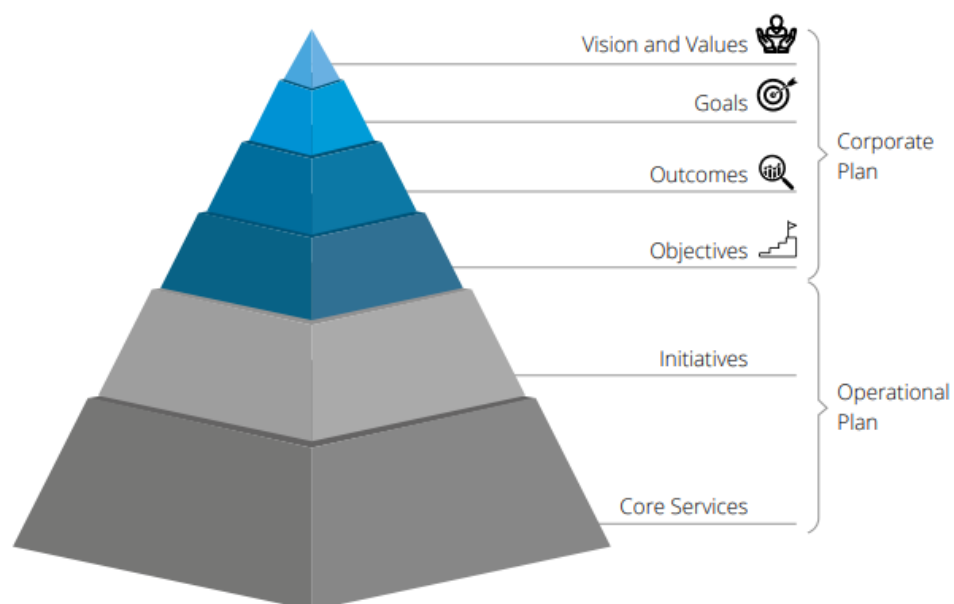 Vision and Values
Goals
Outcomes
Objectives
Corporate
Plan
Initiatives
Core Services
Operational
Plan